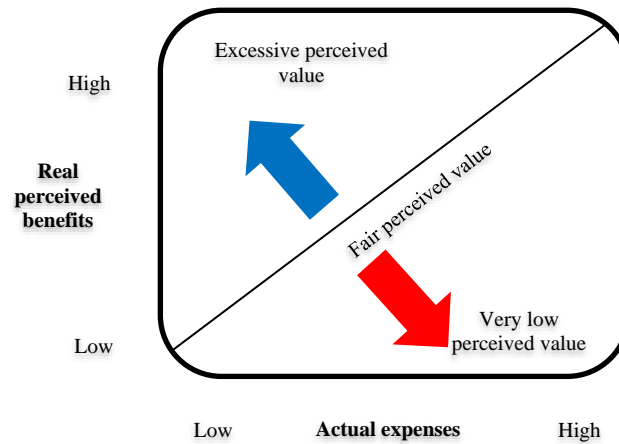 Excessive perceived
value
High
Real
perceived
benefits
Fair perceived value
Very low
perceived value
Low
Low
Actual expenses
High